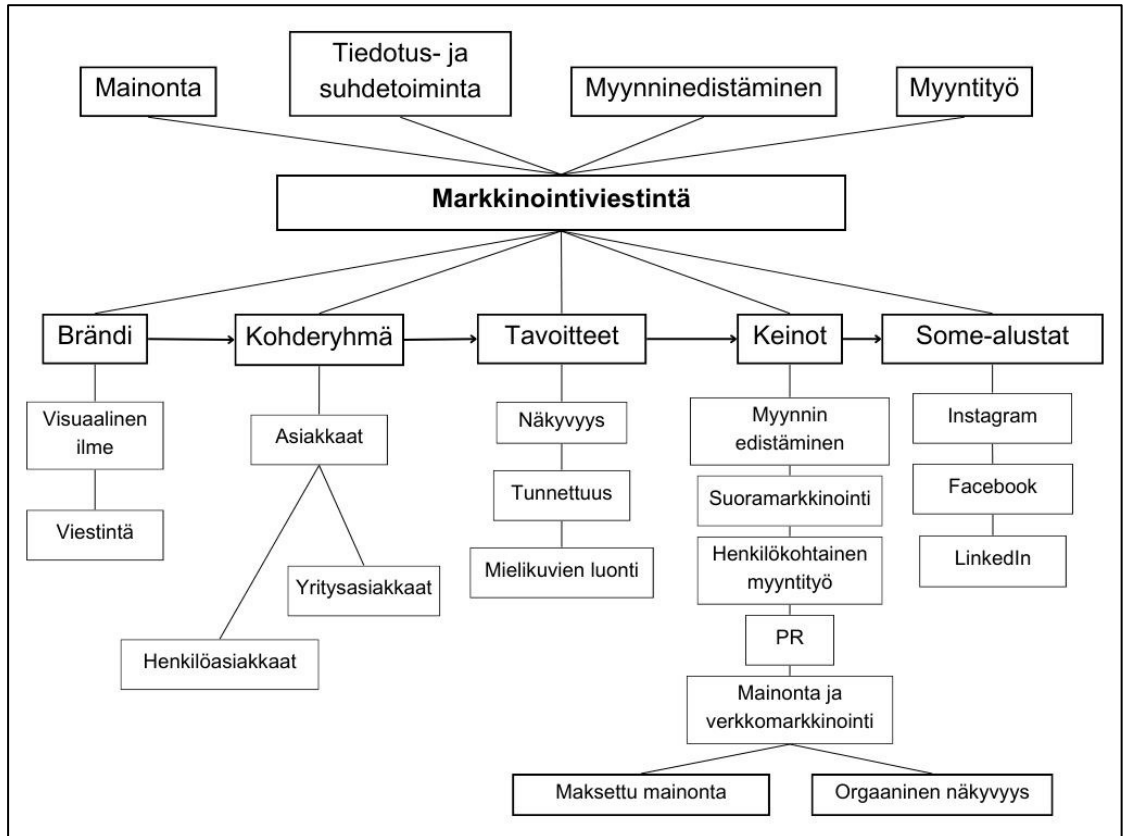 Mainonta
Tiedotus- ja
suhdetoiminta
Myynninedistäminen
Myyntityö
Markkinointiviestintä
Brändi
Kohderyhmä
Tavoitteet
Keinot
Some-alustat
Visuaalinen
ilme
Viestintä
Asiakkaat
Yritysasiakkaat
Henkilöasiakkaat
Näkyvyys
Tunnettuus
Mielikuvien luonti
Myynnin
edistäminen
Suoramarkkinointi
Henkilökohtainen
myyntityö
PR
Mainonta ja
verkkomarkkinointi
Maksettu mainonta
Orgaaninen näkyvyys
Instagram
Facebook
LinkedIn